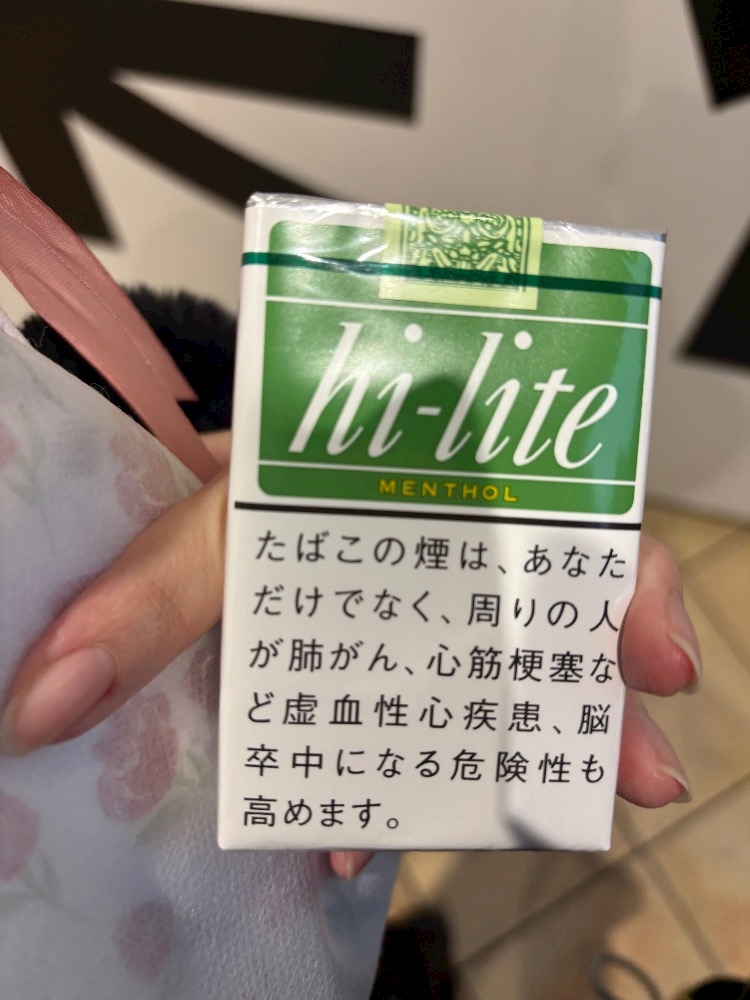 hi-lite
MENTHOL
たばこの煙は、あなた
だけでなく、周りの人
が肺がん、心筋梗塞な
ど虚血性心疾患、脳
卒中になる危険性も
高めます。